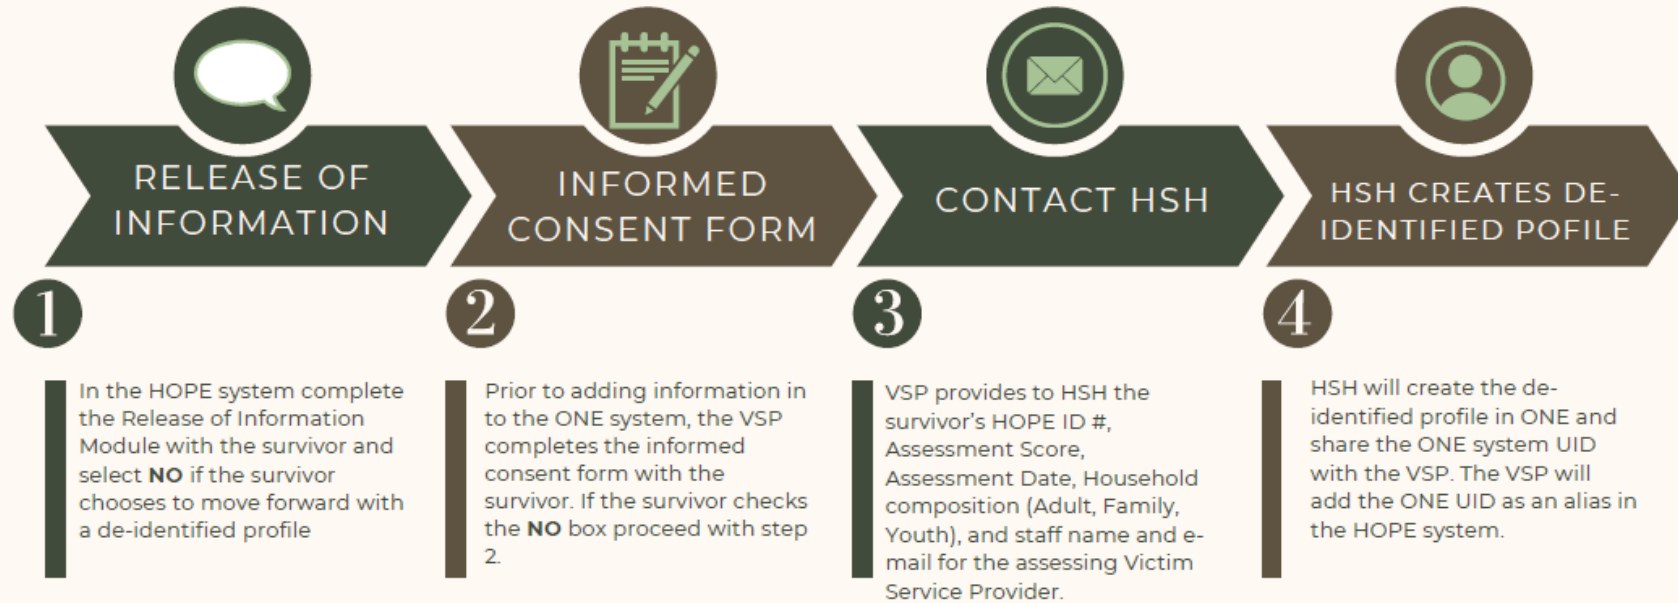 RELEASE OF
INFORMATION
INFORMED
CONSENT FORM
CONTACT HSH
HSH CREATES DE-
IDENTIFIED POFILE
1
In the HOPE system complete
the Release of Information
Module with the survivor and
select NO if the survivor
chooses to move forward with
a de-identified profile
2
Prior to adding information in
to the ONE system, the VSP
completes the informed
consent form with the
survivor. If the survivor checks
the NO box proceed with step
2.
3
VSP provides to HSH the
survivor's HOPE ID #,
Assessment Score,
Assessment Date, Household
composition (Adult, Family,
Youth), and staff name and e-
mail for the assessing Victim
Service Provider.
4
HSH will create the de-
identified profile in ONE and
share the ONE system UID
with the VSP. The VSP will
add the ONE UID as an alias in
the HOPE system.